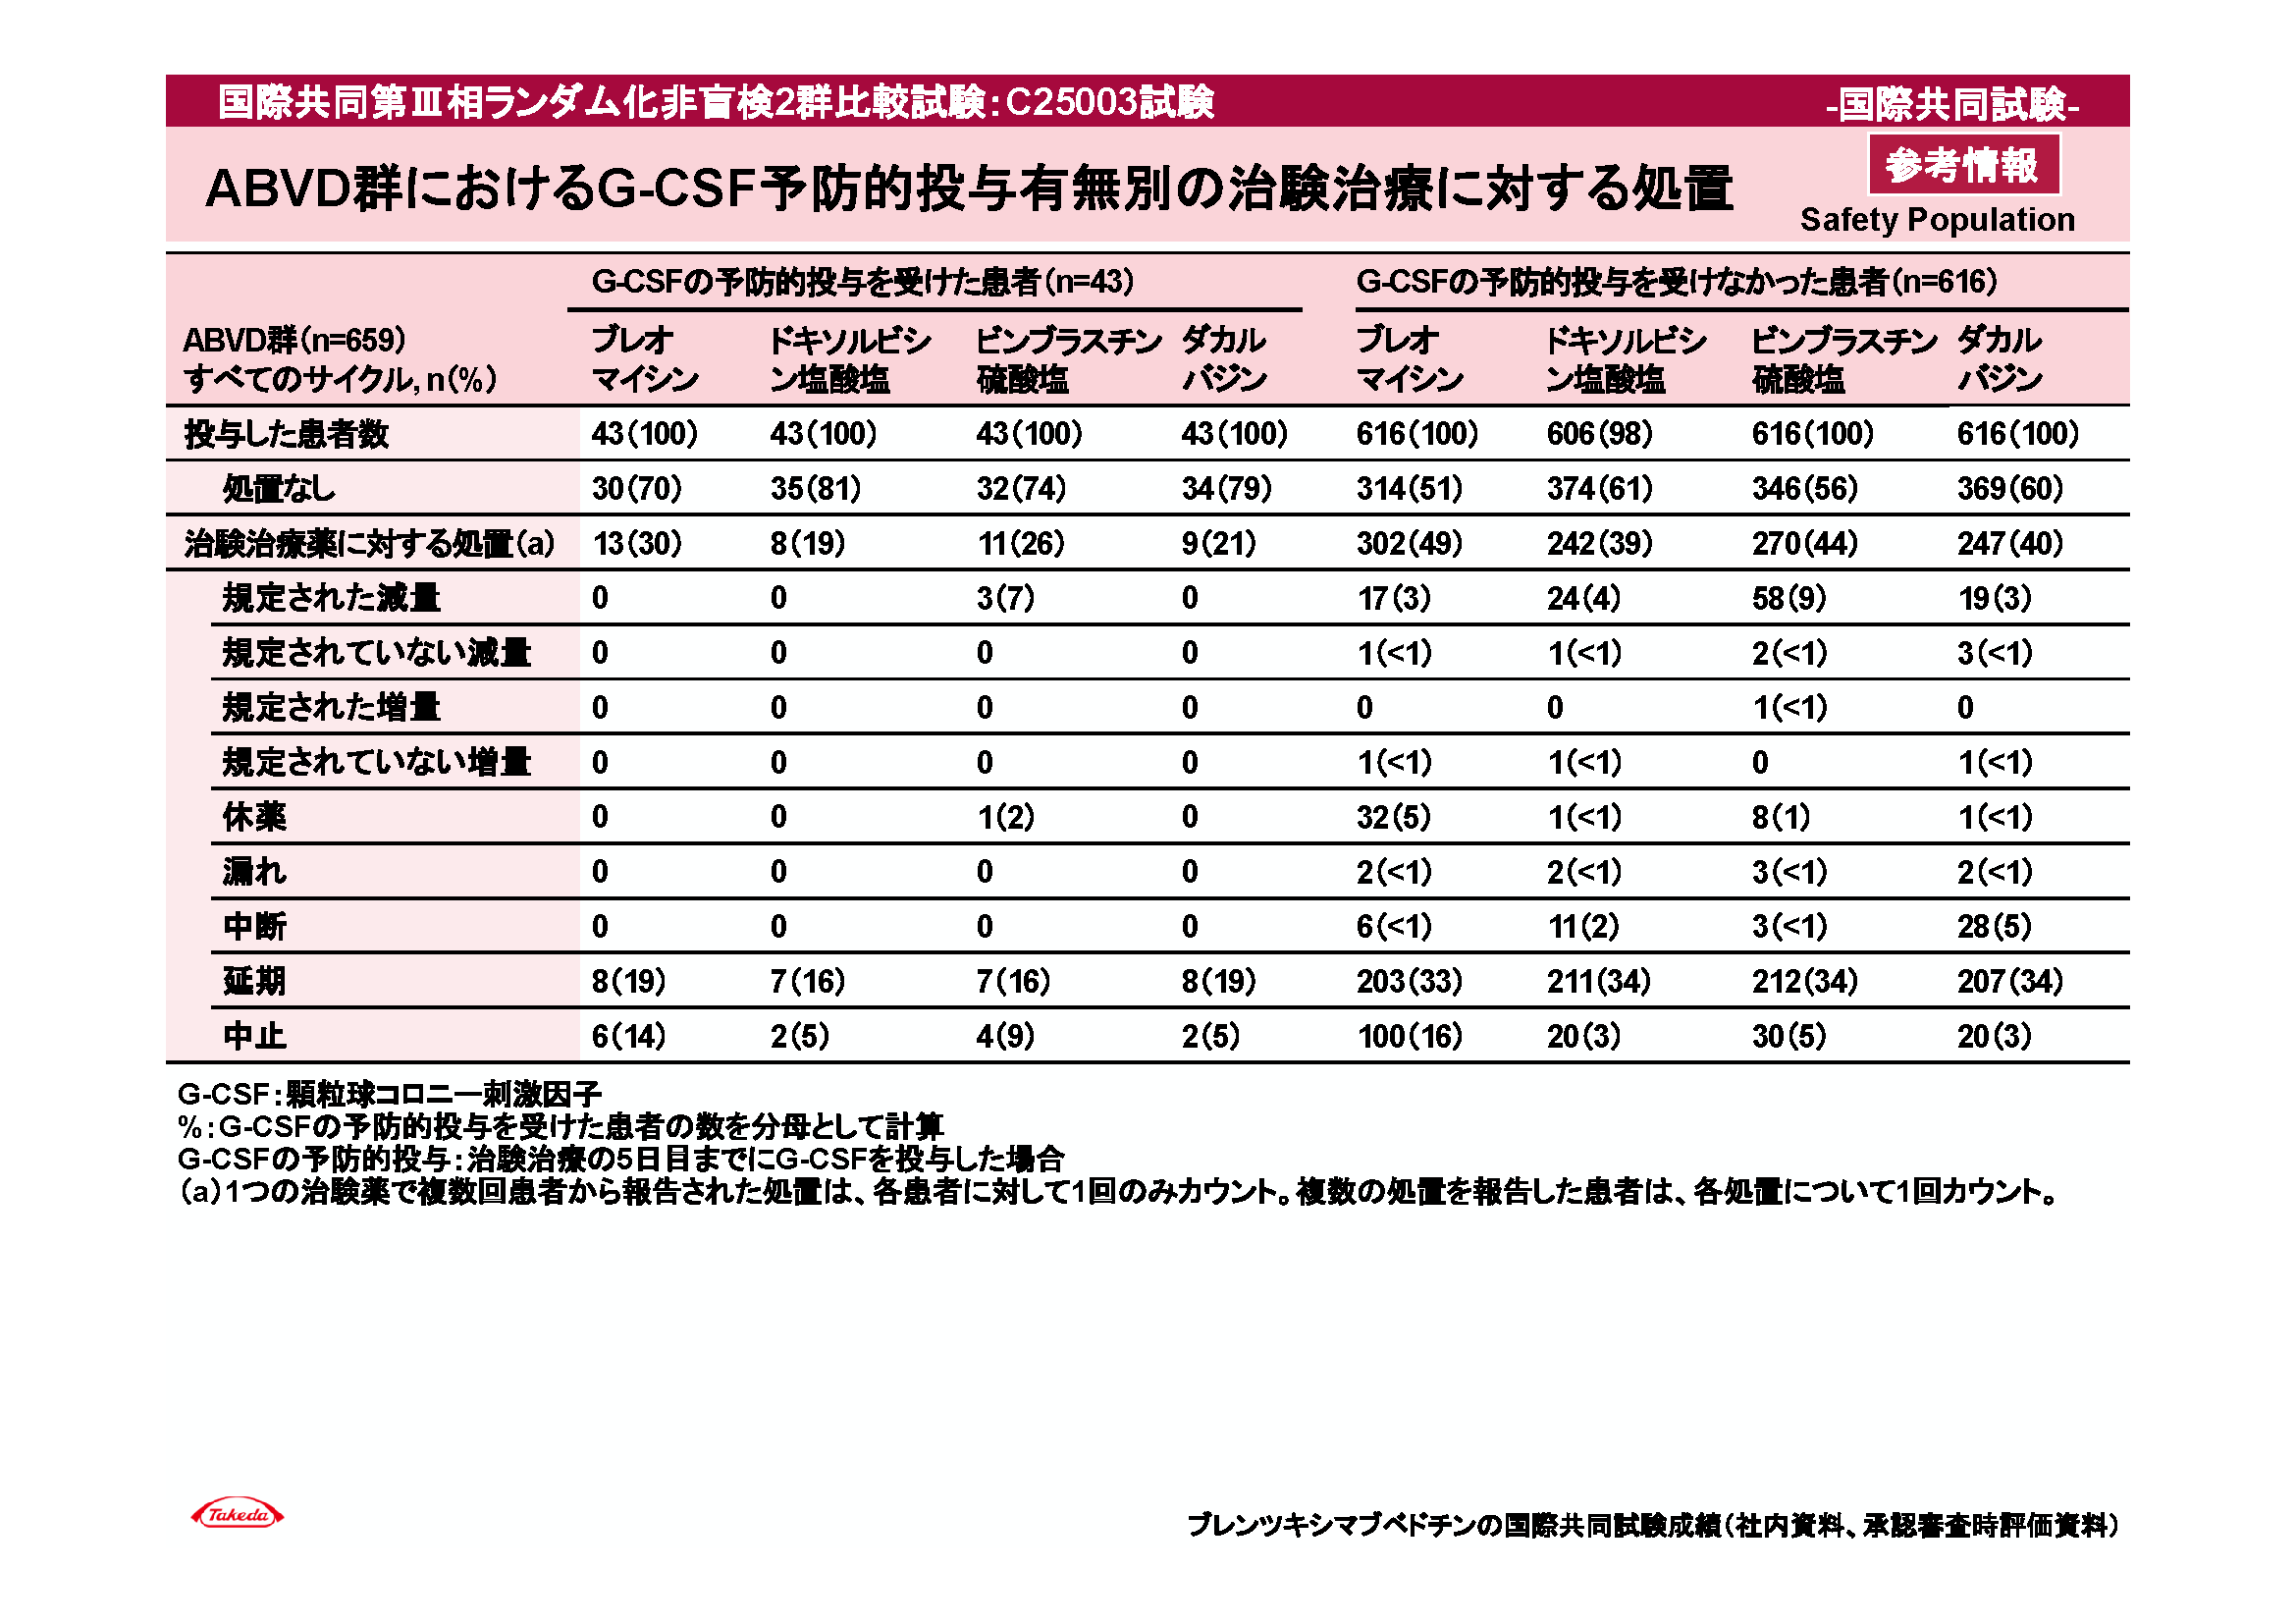 国際共同第Ⅲ相ランダム化非盲検2群比較試験：C25003試験
-国際共同試験-
ABVD群におけるG-CSF予防的投与有無別の治験治療に対する処置
参考情報
Safety Population
G-CSFの予防的投与を受けた患者（n=43） G-CSFの予防的投与を受けなかった患者（n=616）
ABVD群（n=659） ブレオ ドキソルビシ ビンブラスチン ダカル ブレオ ドキソルビシ ビンブラスチン ダカル
すべてのサイクル, n（%） マイシン ン塩酸塩 硫酸塩 バジン マイシン ン塩酸塩 硫酸塩 バジン
投与した患者数 43（100） 43（100） 43（100） 43（100） 616（100） 606（98） 616（100） 616（100）
処置なし 30（70） 35（81） 32（74） 34（79） 314（51） 374（61） 346（56） 369（60）
治験治療薬に対する処置（a） 13（30） 8（19） 11（26） 9（21） 302（49） 242（39） 270（44） 247（40）
規定された減量 0 0 3（7） 0 17（3） 24（4） 58（9） 19（3）
規定されていない減量 0 0 0 0 1（<1） 1（<1） 2（<1） 3（<1）
規定された増量 0 0 0 0 0 0 1（<1） 0
規定されていない増量 0 0 0 0 1（<1） 1（<1） 0 1（<1）
休薬 0 0 1（2） 0 32（5） 1（<1） 8（1） 1（<1）
漏れ 0 0 0 0 2（<1） 2（<1） 3（<1） 2（<1）
中断 0 0 0 0 6（<1） 11（2） 3（<1） 28（5）
延期 8（19） 7（16） 7（16） 8（19） 203（33） 211（34） 212（34） 207（34）
中止 6（14） 2（5） 4（9） 2（5） 100（16） 20（3） 30（5） 20（3）
G-CSF：顆粒球コロニー刺激因子
%：G-CSFの予防的投与を受けた患者の数を分母として計算
G-CSFの予防的投与：治験治療の5日目までにG-CSFを投与した場合
（a）1つの治験薬で複数回患者から報告された処置は、各患者に対して1回のみカウント。複数の処置を報告した患者は、各処置について1回カウント。
Takeda
ブレンツキシマブベドチンの国際共同試験成績（社内資料、承認審査時評価資料）